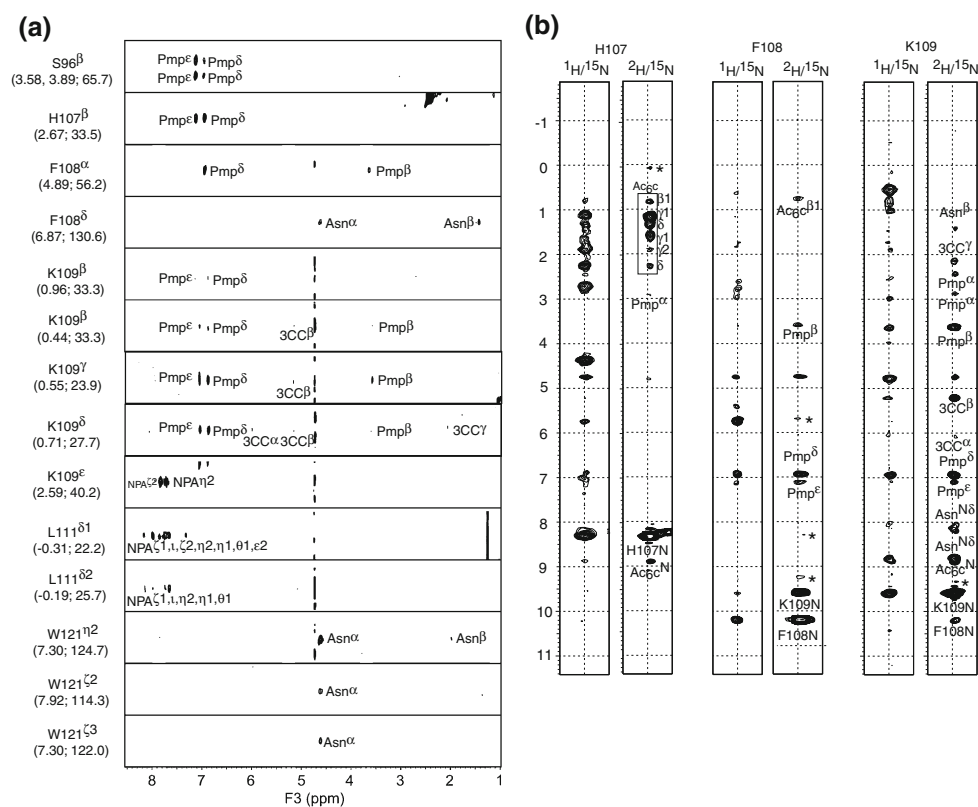 (a)
S96β
(3.58, 3.89; 65.7)
Pmpε Pmpδ
Pmpε Pmpδ
H107β
(2.67; 33.5)
Pmpε Pmpδ
F108α
(4.89; 56.2)
Pmpδ Pmpβ
F108δ
(6.87; 130.6)
Asnα Asnβ
K109β
(0.96; 33.3)
Pmpε Pmpδ
K109β
(0.44; 33.3)
Pmpε Pmpδ 3CCβ Pmpβ
K109γ
(0.55; 23.9)
Pmpε Pmpδ 3CCβ Pmpβ
K109δ
(0.71; 27.7)
Pmpε Pmpδ 3CCα 3CCβ Pmpβ 3CCγ
K109ε
(2.59; 40.2)
NPAζ2 NPAη2
L111δ1
(-0.31; 22.2)
NPAζ1,ι,ζ2,η2,η1,θ1,ε2
L111δ2
(-0.19; 25.7)
NPAζ1,ι,η2,η1,θ1
W121η2
(7.30; 124.7)
Asnα Asnβ
W121ζ2
(7.92; 114.3)
Asnα
W121ζ3
(7.30; 122.0)
Asnα
8 7 6 5 4 3 2 1
F3 (ppm)
(b)
H107 F108 K109
1H/15N 2H/15N 1H/15N 2H/15N 1H/15N 2H/15N
-1
0
1
2
3
4
5
6
7
8
9
10
11
*
Ac6c
β1
γ1
δ
γ1
γ2
δ
Pmpα
H107N
Ac6cN
Ac6cβ1
Pmpβ
*
Pmpδ
Pmpε
*
*
K109N
F108N
Asnβ
3CCγ
Pmpα
Pmpα
Pmpβ
3CCβ
3CCα
Pmpδ
Pmpε
AsnNδ
AsnNδ
Ac6cN
*
K109N
F108N